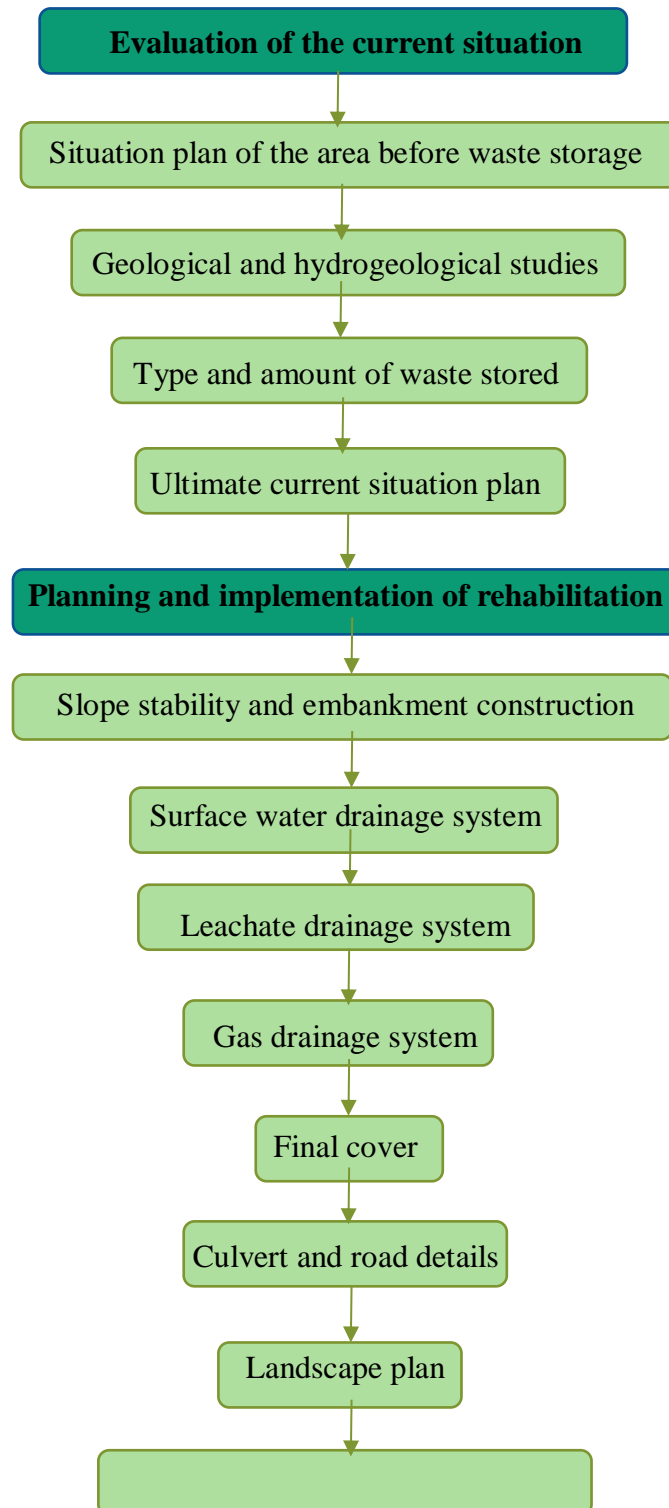 Evaluation of the current situation
Situation plan of the area before waste storage
Geological and hydrogeological studies
Type and amount of waste stored
Ultimate current situation plan
Planning and implementation of rehabilitation
Slope stability and embankment construction
Surface water drainage system
Leachate drainage system
Gas drainage system
Final cover
Culvert and road details
Landscape plan